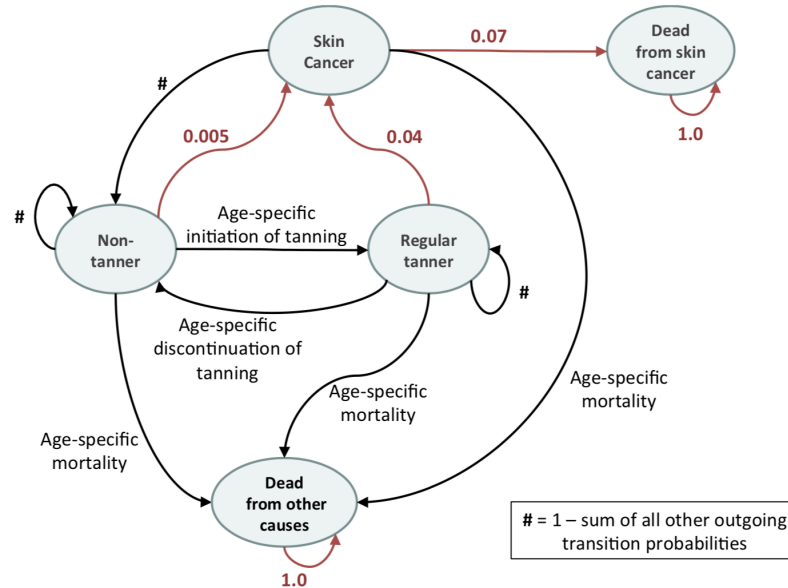 Skin
Cancer
0.07
Dead
from skin
cancer
1.0
#
0.005
0.04
#
Non-
tanner
Age-specific
initiation of tanning
Regular
tanner
#
Age-specific
discontinuation of
tanning
Age-specific
mortality
Age-specific
mortality
Age-specific
mortality
Dead
from other
causes
1.0
# = 1 – sum of all other outgoing
transition probabilities